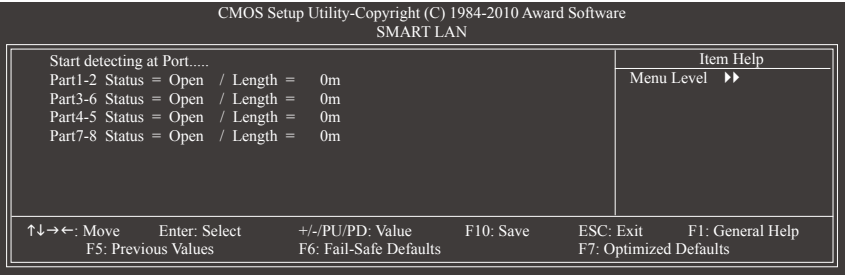 CMOS Setup Utility-Copyright (C) 1984-2010 Award Software
SMART LAN
Start detecting at Port.....
Part1-2 Status = Open / Length = 0m
Part3-6 Status = Open / Length = 0m
Part4-5 Status = Open / Length = 0m
Part7-8 Status = Open / Length = 0m
Item Help
Menu Level ▶▶
↑↓→←: Move Enter: Select +/-/PU/PD: Value F10: Save ESC: Exit F1: General Help
F5: Previous Values F6: Fail-Safe Defaults F7: Optimized Defaults